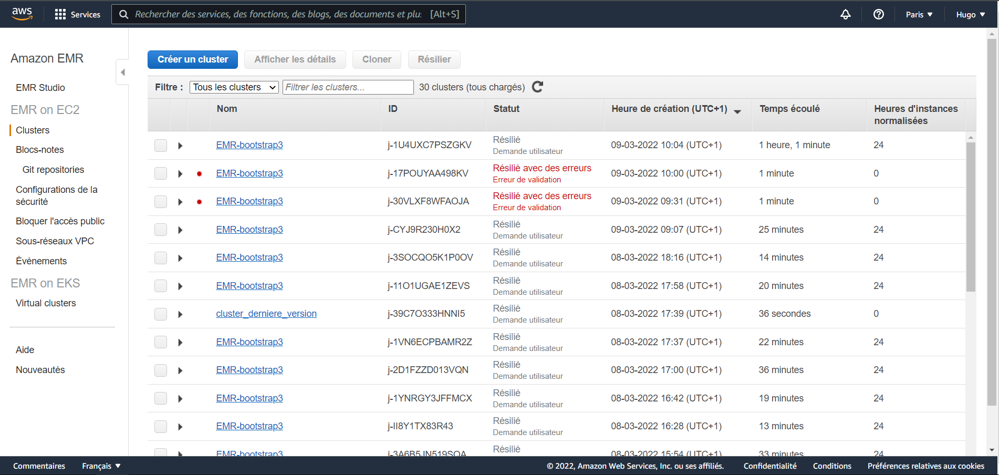 aws Services Rechercher des services, des fonctions, des blogs, des documents et plu: [Alt+S] Paris ▼ Hugo ▼
Amazon EMR
EMR Studio
EMR on EC2
Clusters
Blocs-notes
Git repositories
Configurations de la
sécurité
Bloquer l'accès public
Sous-réseaux VPC
Événements
EMR on EKS
Virtual clusters
Aide
Nouveautés
Créer un cluster Afficher les détails Cloner Résilier
Filtre : Tous les clusters Filtrer les clusters... 30 clusters (tous chargés)
Nom ID Statut Heure de création (UTC+1) Temps écoulé Heures d'instances
normalisées
EMR-bootstrap3 j-1U4UXC7PSZGKV Résilié 09-03-2022 10:04 (UTC+1) 1 heure, 1 minute 24
Demande utilisateur
EMR-bootstrap3 j-17POUYAA498KV Résilié avec des erreurs 09-03-2022 10:00 (UTC+1) 1 minute 0
Erreur de validation
EMR-bootstrap3 j-30VLXF8WFAOJA Résilié avec des erreurs 09-03-2022 09:31 (UTC+1) 1 minute 0
Erreur de validation
EMR-bootstrap3 j-CYJ9R230H0X2 Résilié 09-03-2022 09:07 (UTC+1) 25 minutes 24
Demande utilisateur
EMR-bootstrap3 j-3SOCQO5K1P0OV Résilié 08-03-2022 18:16 (UTC+1) 14 minutes 24
Demande utilisateur
EMR-bootstrap3 j-11O1UGAE1ZEVS Résilié 08-03-2022 17:58 (UTC+1) 20 minutes 24
Demande utilisateur
cluster_derniere_version j-39C7O333HNNI5 Résilié 08-03-2022 17:39 (UTC+1) 36 secondes 0
Demande utilisateur
EMR-bootstrap3 j-1VN6ECPBAMR2Z Résilié 08-03-2022 17:37 (UTC+1) 22 minutes 24
Demande utilisateur
EMR-bootstrap3 j-2D1FZZD013VQN Résilié 08-03-2022 17:00 (UTC+1) 36 minutes 24
Demande utilisateur
EMR-bootstrap3 j-1YNRGY3JFFMCX Résilié 08-03-2022 16:42 (UTC+1) 19 minutes 24
Demande utilisateur
EMR-bootstrap3 j-II8Y1TX83R43 Résilié 08-03-2022 16:28 (UTC+1) 13 minutes 24
Demande utilisateur
EMR-bootstrap3 j-3A6B5JN519SOA Résilié 08-03-2022 15:54 (UTC+1) 33 minutes 24
Commentaires Français ▼ © 2022, Amazon Web Services, Inc. ou ses affiliés. Confidentialité Conditions Préférences relatives aux cookies